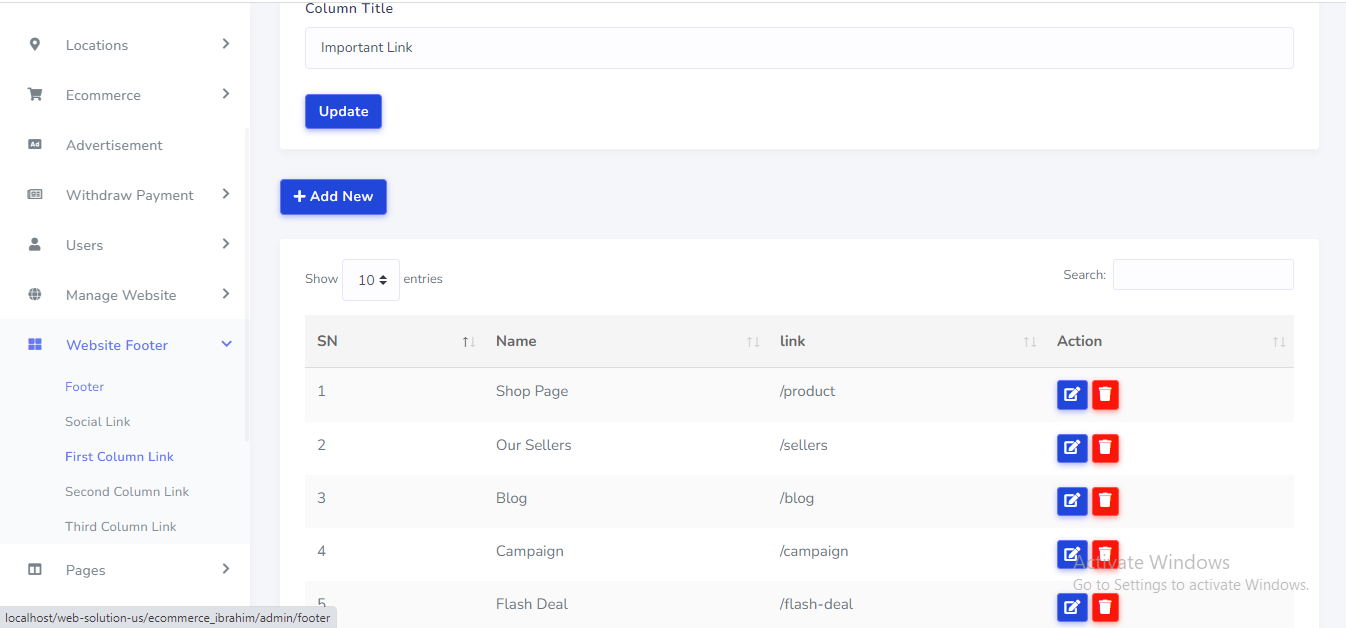 Column Title
Important Link
Update
Add New
Locations
Ecommerce
Ad Advertisement
Withdraw Payment
Users
Manage Website
Website Footer
Footer
Social Link
First Column Link
Second Column Link
Third Column Link
Pages
Show 10 entries
Search:
SN Name link Action
1 Shop Page /product
2 Our Sellers /sellers
3 Blog /blog
4 Campaign /campaign
5 Flash Deal /flash-deal
Activate Windows
Go to Settings to activate Windows.
localhost/web-solution-us/ecommerce_ibrahim/admin/footer